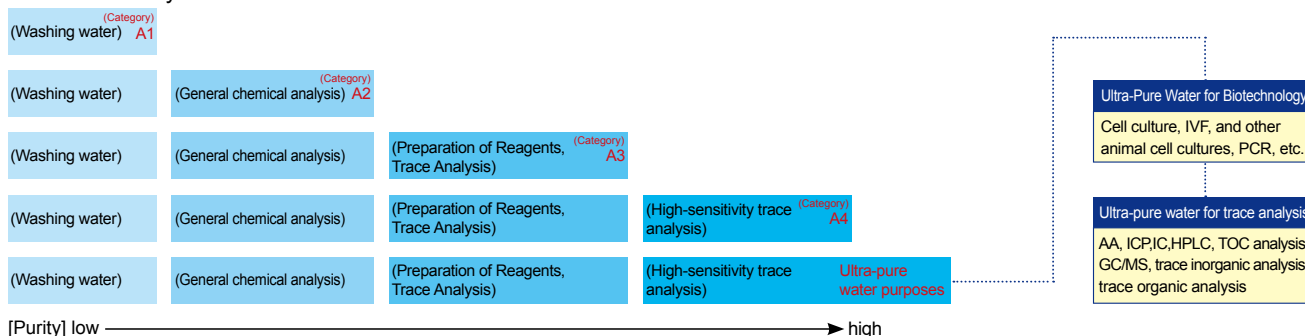 (Category)
(Washing water) A1
(Category)
(Washing water) (General chemical analysis) A2
(Category)
(Washing water) (General chemical analysis) (Preparation of Reagents, A3
Trace Analysis)
(Category)
(Washing water) (General chemical analysis) (Preparation of Reagents, (High-sensitivity trace A4
Trace Analysis) analysis)
(Washing water) (General chemical analysis) (Preparation of Reagents, (High-sensitivity trace Ultra-pure
Trace Analysis) analysis) water purposes
[Purity] low high
Ultra-Pure Water for Biotechnology
Cell culture, IVF, and other
animal cell cultures, PCR, etc.
Ultra-pure water for trace analysis
AA, ICP,IC,HPLC, TOC analysis
GC/MS, trace inorganic analysis
trace organic analysis